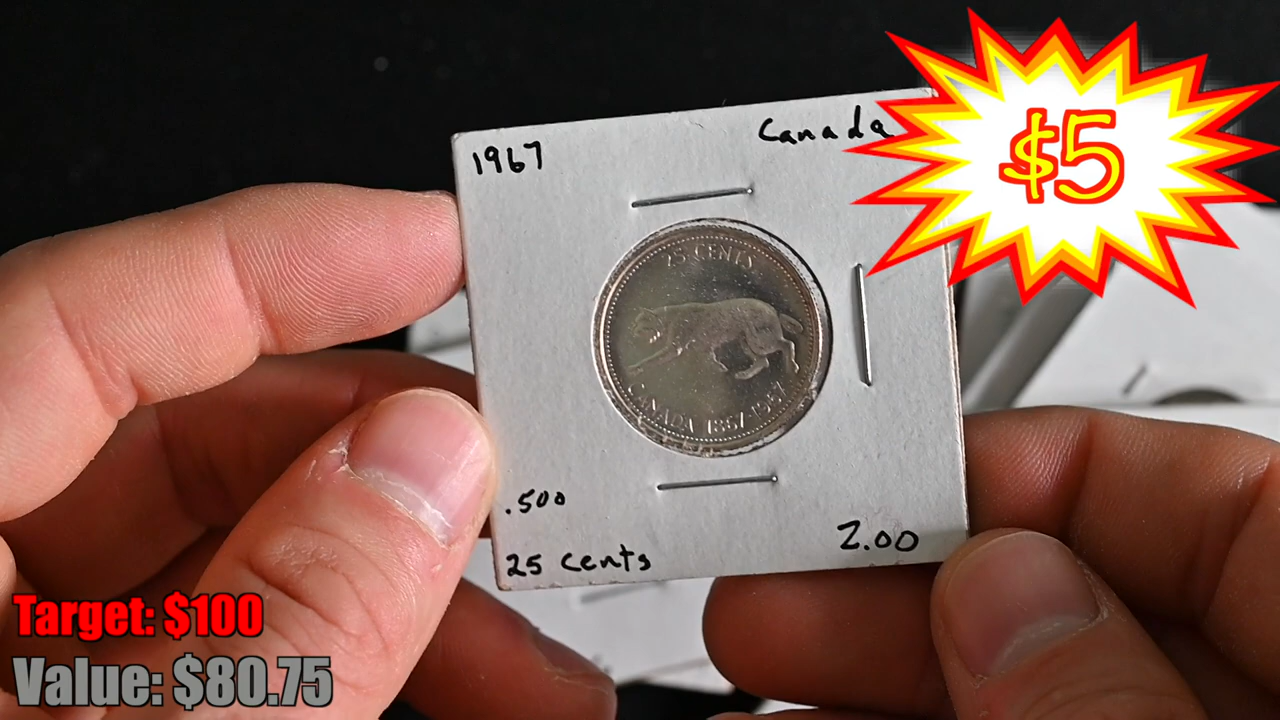 1967
Canada
$5
25 CENTS
CANADA 1867-1967
.500
2.00
25 Cents
Target: $100
Value: $80.75